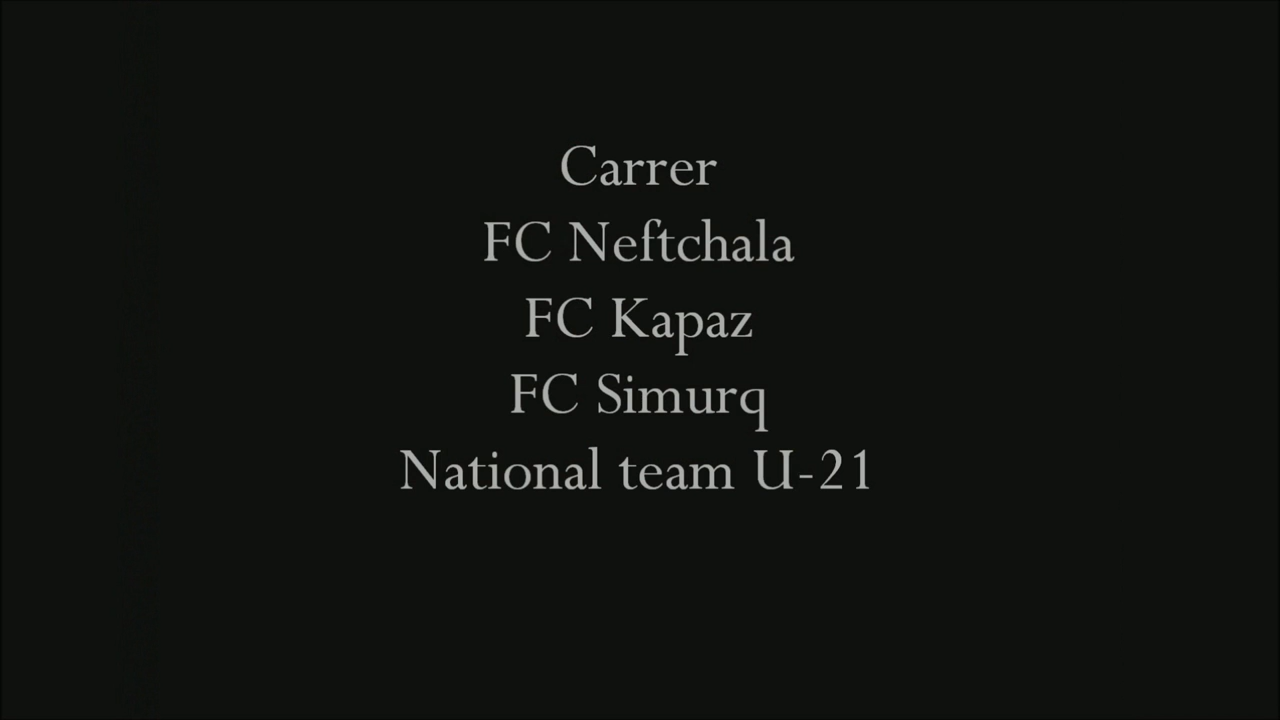 Carrer
FC Neftchala
FC Kapaz
FC Simurq
National team U-21